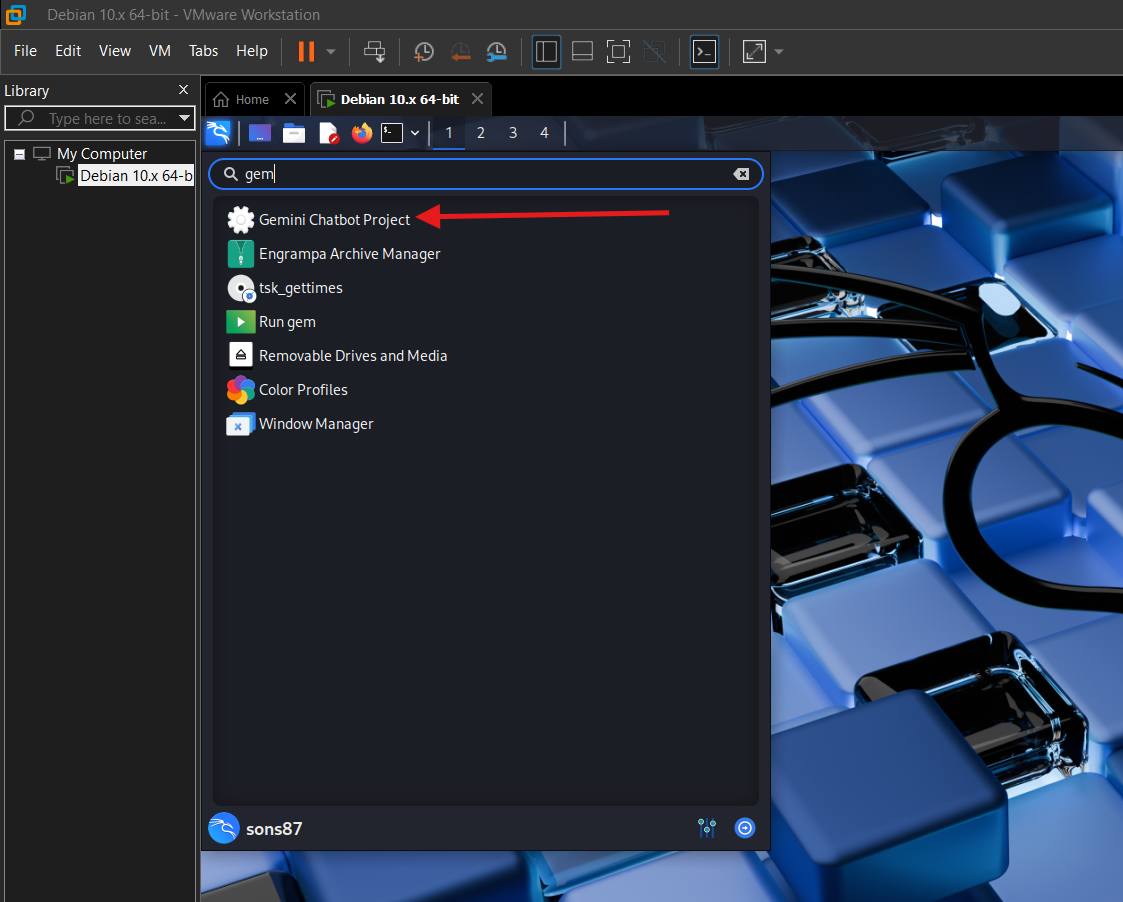 Debian 10.x 64-bit - VMware Workstation
File Edit View VM Tabs Help
Library
Type here to sea...
Home
Debian 10.x 64-bit
1 2 3 4
My Computer
Debian 10.x 64-b
gem
Gemini Chatbot Project
Engrampa Archive Manager
tsk_gettimes
Run gem
Removable Drives and Media
Color Profiles
Window Manager
sons87